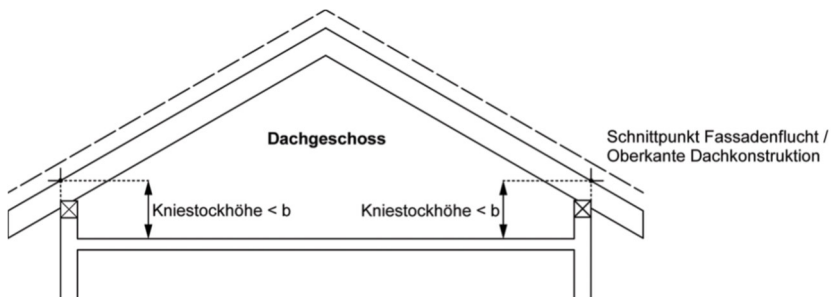 Dachgeschoss
Schnittpunkt Fassadenflucht /
Oberkante Dachkonstruktion
Kniestockhöhe < b
Kniestockhöhe < b